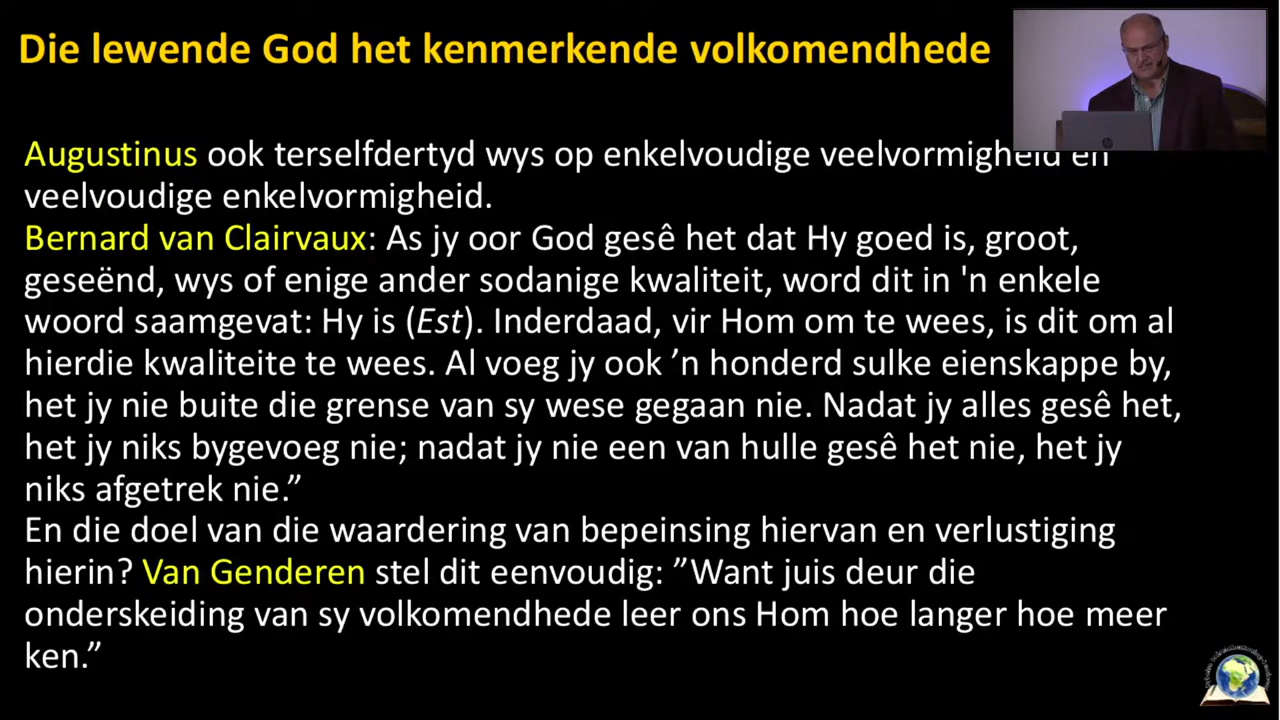 Die lewende God het kenmerkende volkomendhede
Augustinus ook terselfdertyd wys op enkelvoudige veelvormigheid en
veelvoudige enkelvormigheid.
Bernard van Clairvaux: As jy oor God gesê het dat Hy goed is, groot,
geseënd, wys of enige ander sodanige kwaliteit, word dit in 'n enkele
woord saamgevat: Hy is (Est). Inderdaad, vir Hom om te wees, is dit om al
hierdie kwaliteite te wees. Al voeg jy ook ’n honderd sulke eienskappe by,
het jy nie buite die grense van sy wese gegaan nie. Nadat jy alles gesê het,
het jy niks bygevoeg nie; nadat jy nie een van hulle gesê het nie, het jy
niks afgetrek nie.”
En die doel van die waardering van bepeinsing hiervan en verlustiging
hierin? Van Genderen stel dit eenvoudig: ”Want juis deur die
onderskeiding van sy volkomendhede leer ons Hom hoe langer hoe meer
ken.”